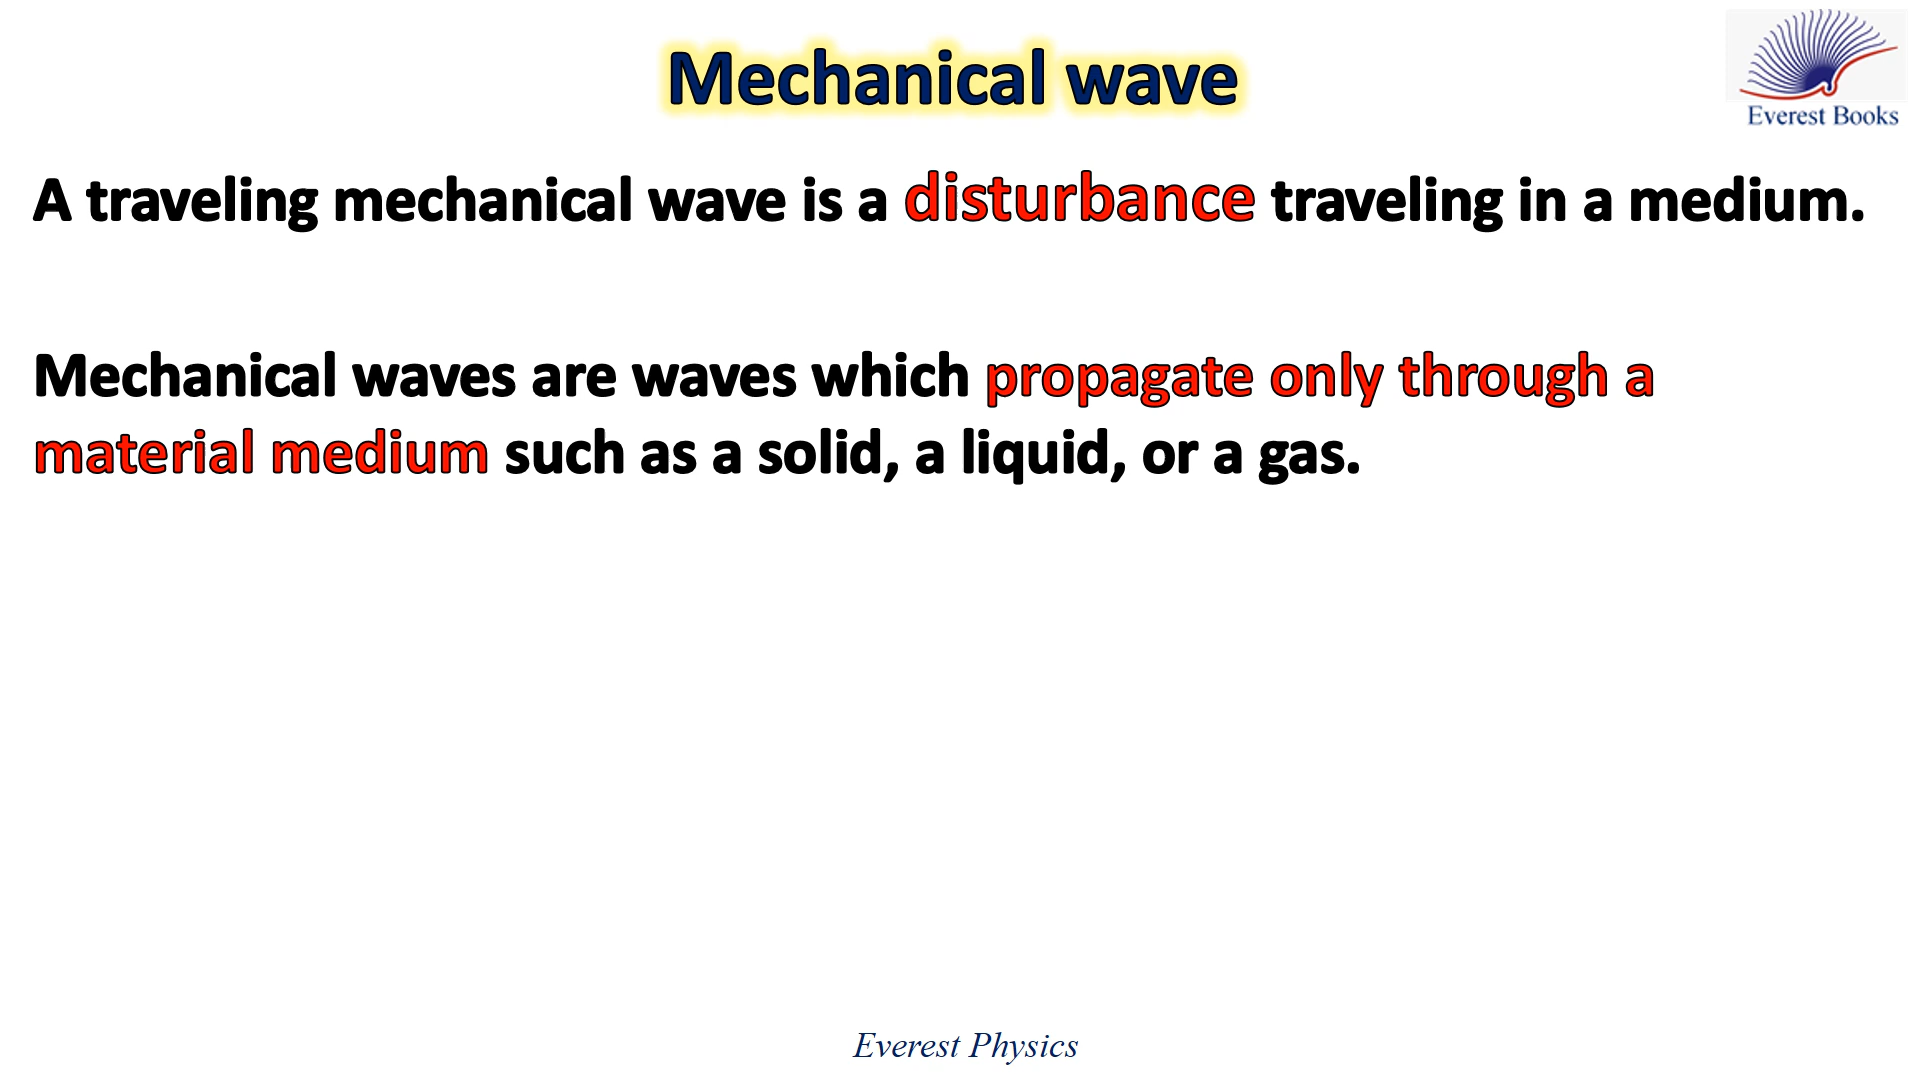 Mechanical wave
Everest Books
A traveling mechanical wave is a disturbance traveling in a medium.
Mechanical waves are waves which propagate only through a
material medium such as a solid, a liquid, or a gas.
Everest Physics